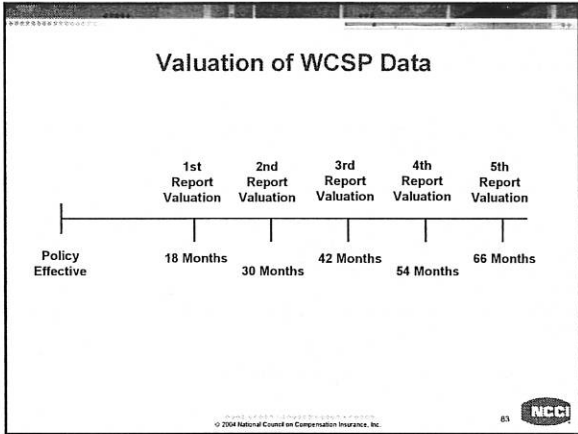 Valuation of WCSP Data
1st Report Valuation
2nd Report Valuation
3rd Report Valuation
4th Report Valuation
5th Report Valuation
Policy Effective
18 Months
30 Months
42 Months
54 Months
66 Months
© 2004 National Council on Compensation Insurance, Inc.
83
NCCI